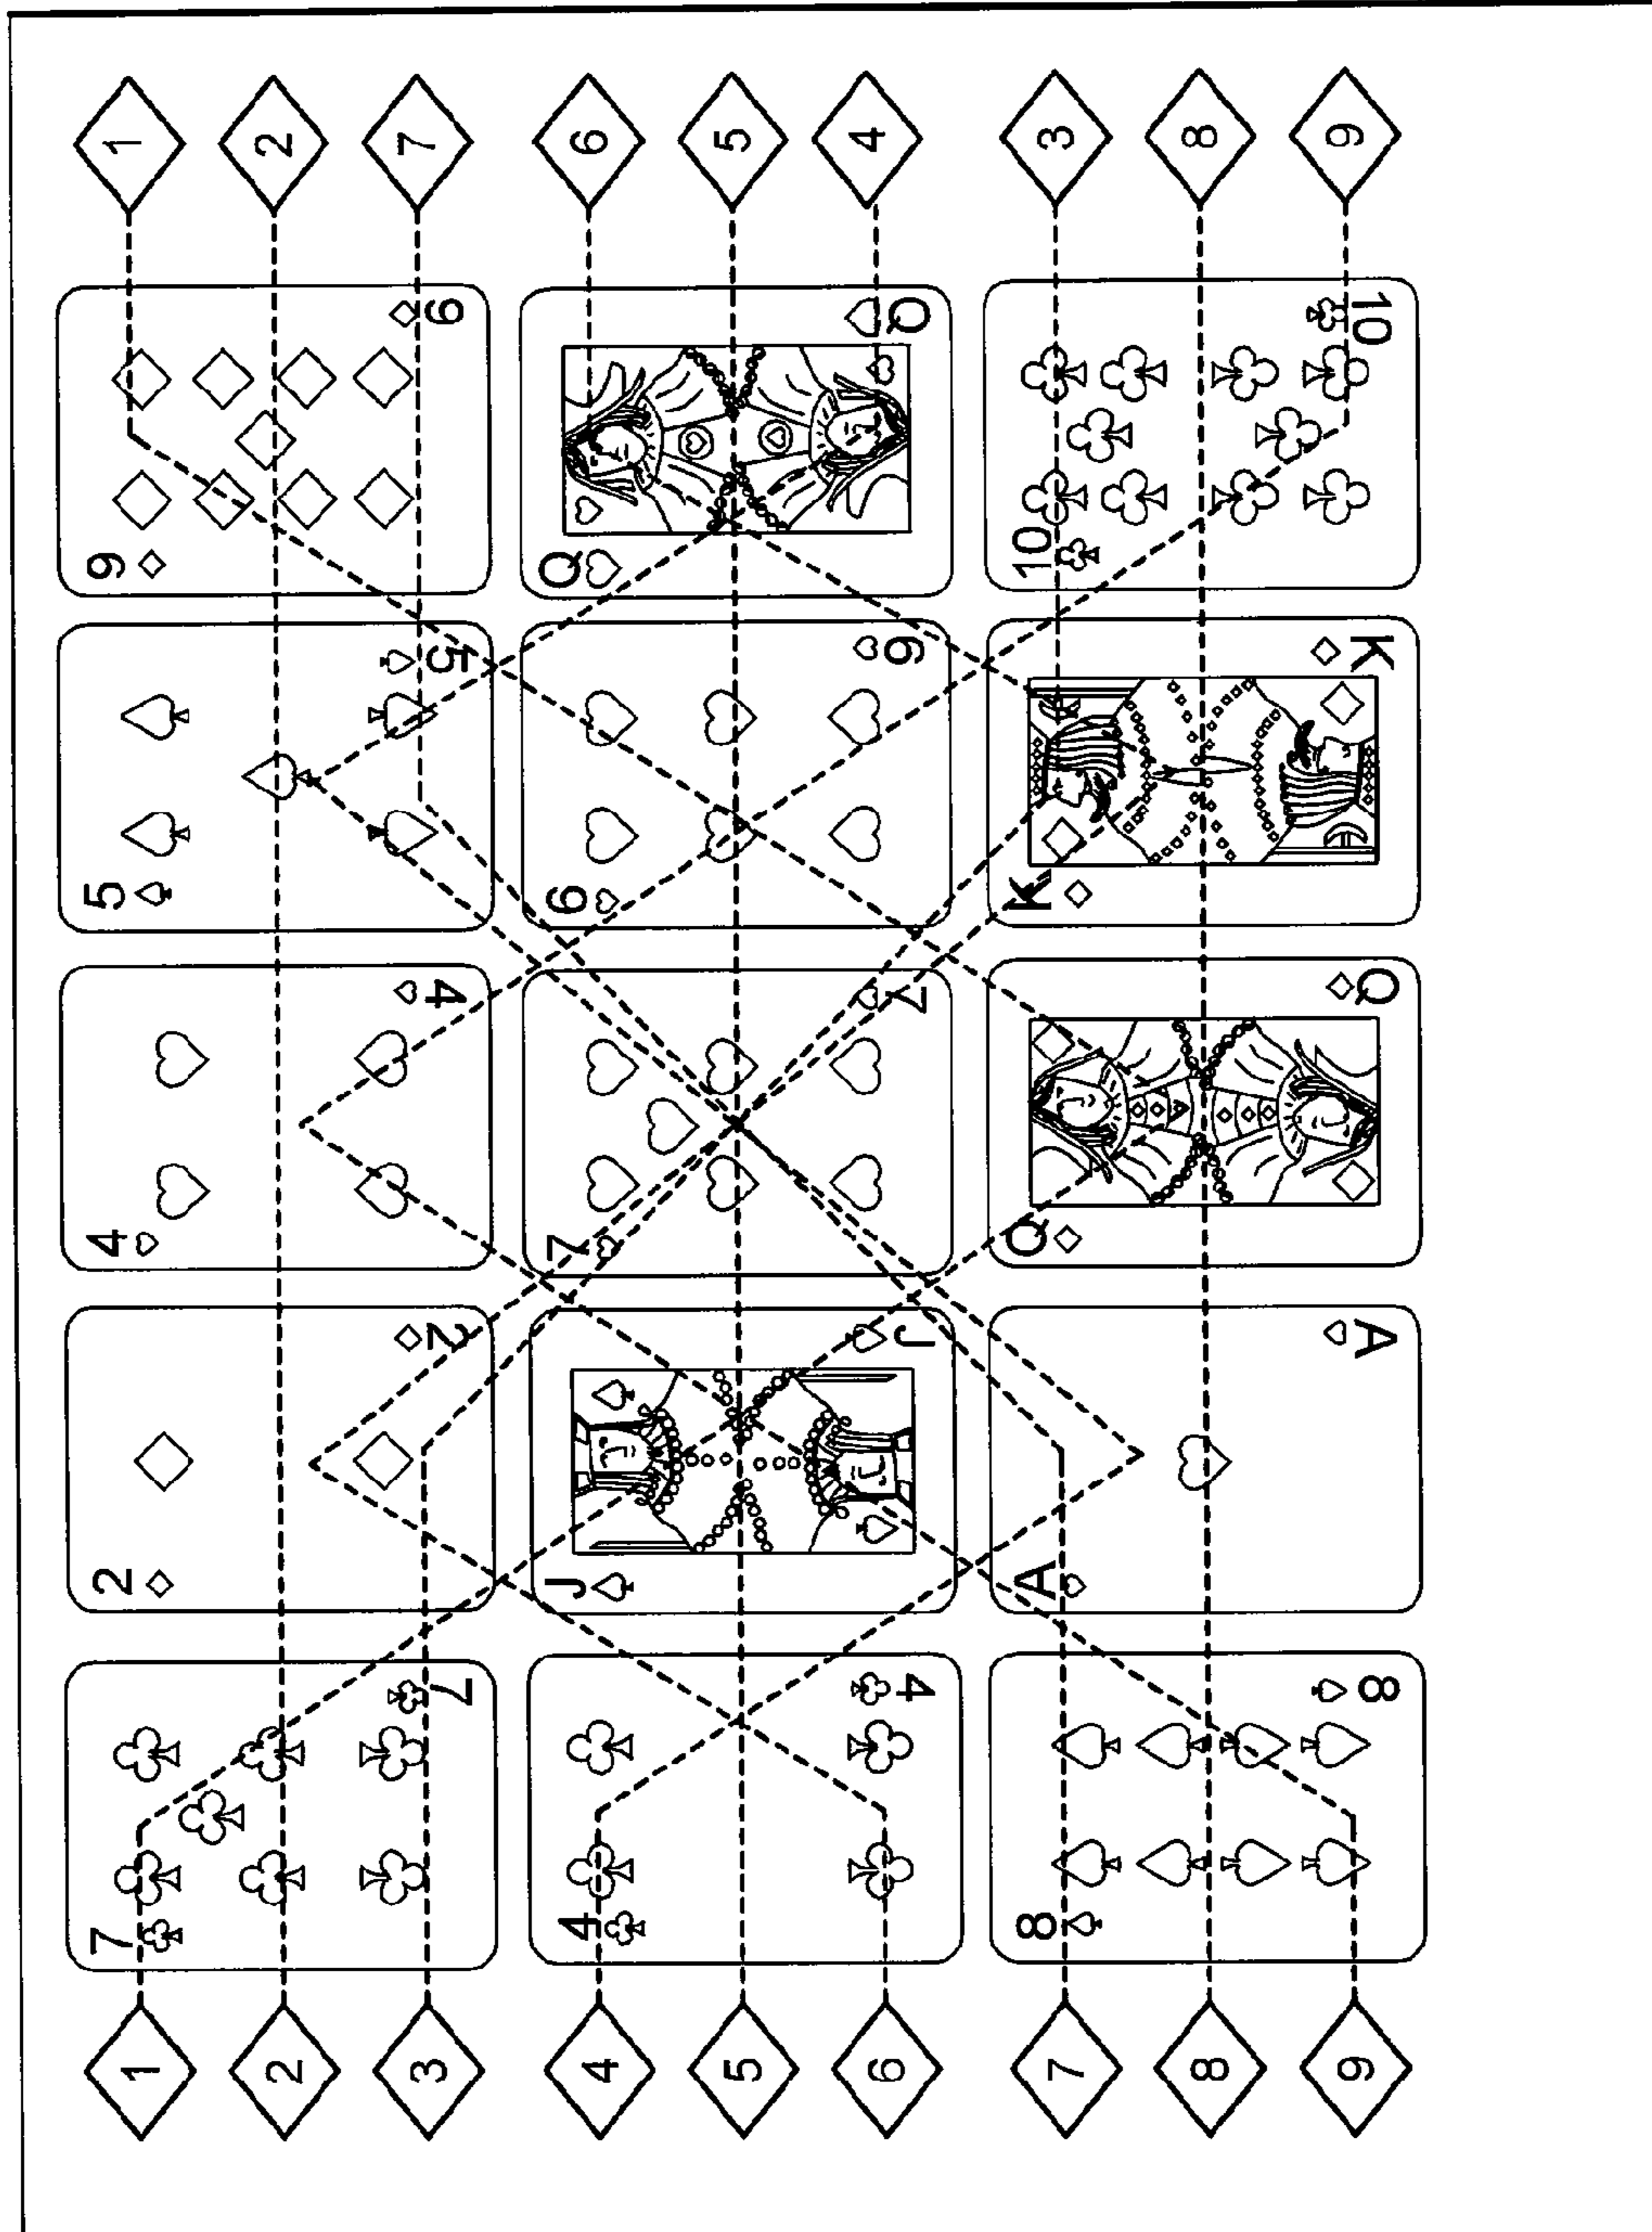 1 7 2 4 5 9 1
2 2
3 7 2 4 5 9 7
4 4 J 7 6 Q 6
5 5
6 4 J 7 6 Q 4
7 8 A Q K 10 3
8 8
9 8 A Q K 10 9